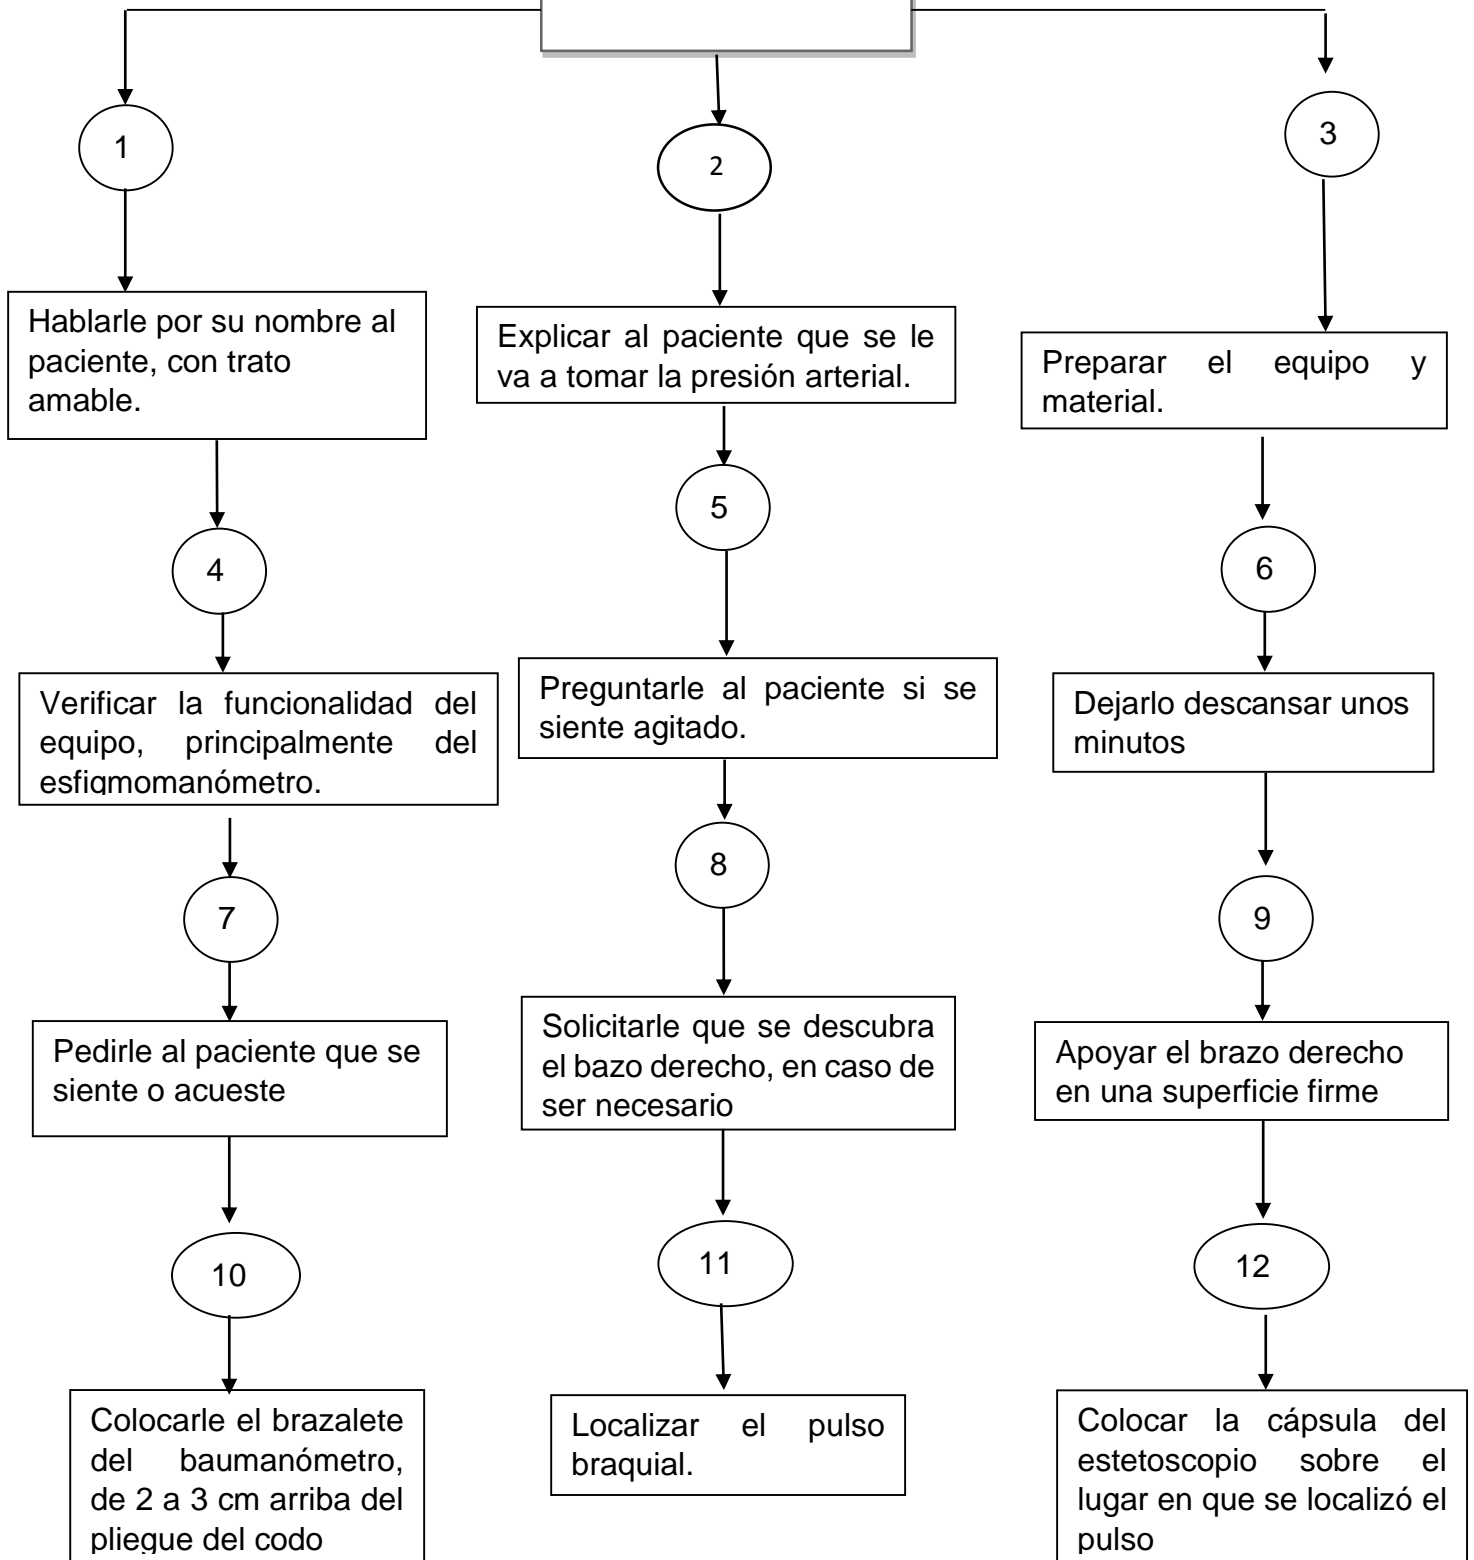 1
2
3
Hablarle por su nombre al
paciente, con trato
amable.
Explicar al paciente que se le
va a tomar la presión arterial.
Preparar el equipo y
material.
4
5
6
Verificar la funcionalidad del
equipo, principalmente del
esfigmomanómetro.
Preguntarle al paciente si se
siente agitado.
Dejarlo descansar unos
minutos
7
8
9
Pedirle al paciente que se
siente o acueste
Solicitarle que se descubra
el bazo derecho, en caso de
ser necesario
Apoyar el brazo derecho
en una superficie firme
10
11
12
Colocarle el brazalete
del baumanómetro,
de 2 a 3 cm arriba del
pliegue del codo
Localizar el pulso
braquial.
Colocar la cápsula del
estetoscopio sobre el
lugar en que se localizó el
pulso